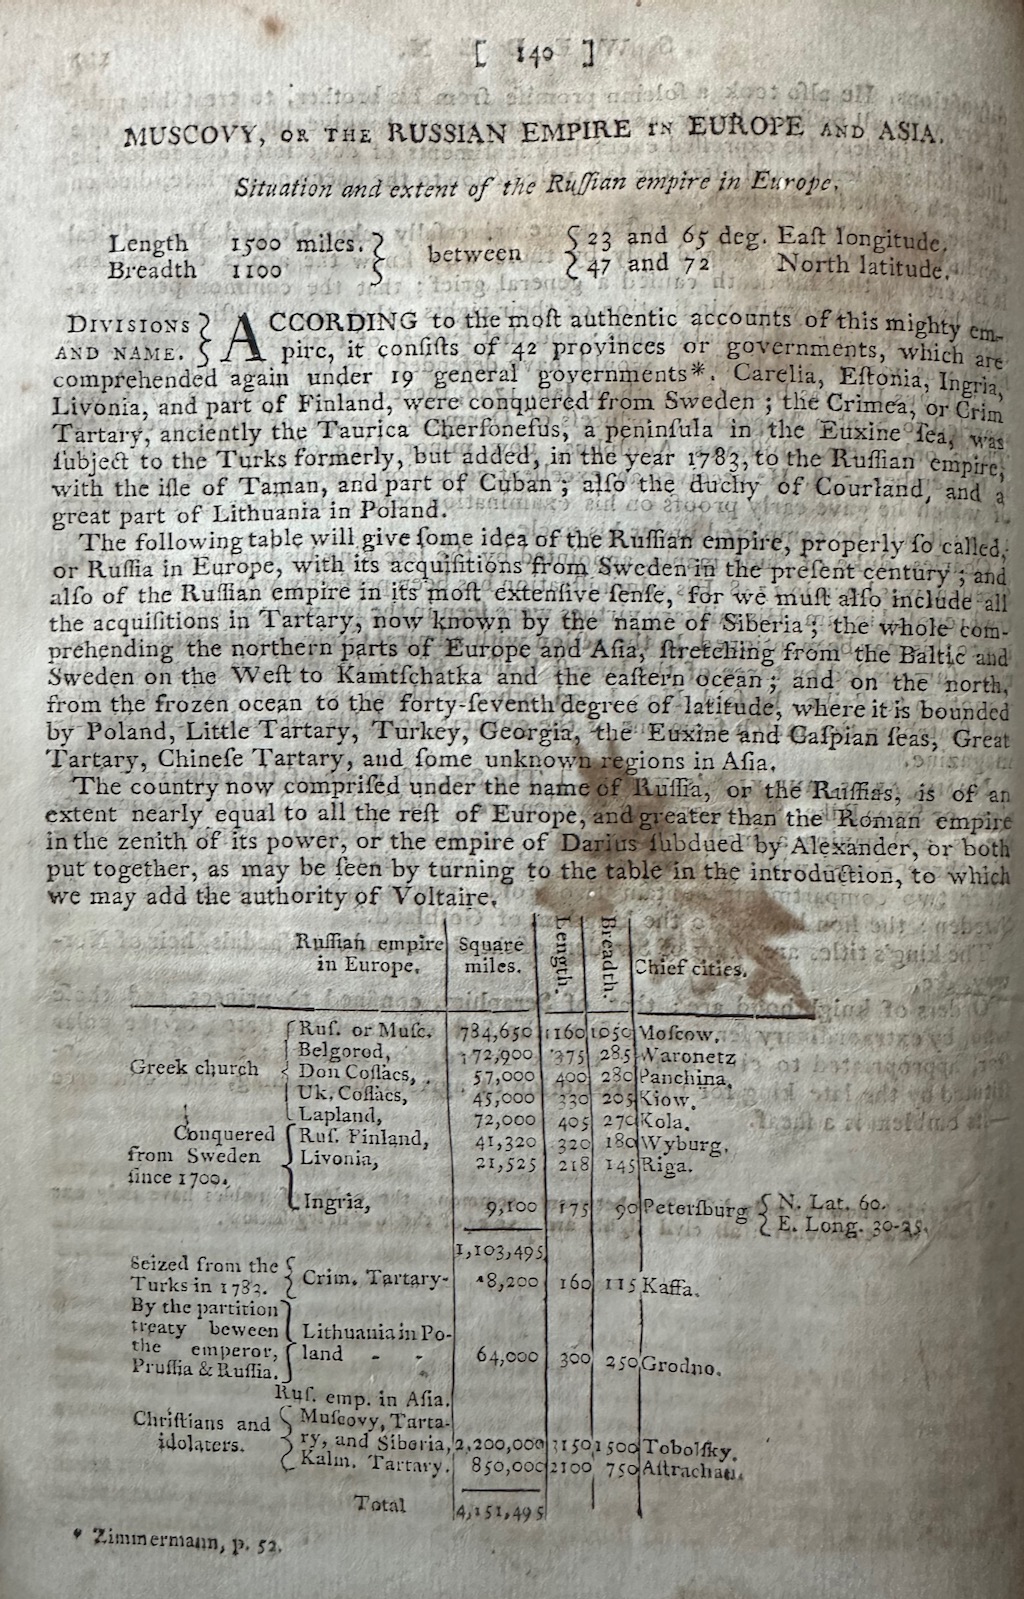 [ 140 ]
MUSCOVY, OR THE RUSSIAN EMPIRE IN EUROPE AND ASIA.
Situation and extent of the Ruſſian empire in Europe.
Length 1500 miles. } between { 23 and 65 deg. Eaſt longitude.
Breadth 1100 } { 47 and 72 North latitude.
DIVISIONS } ACCORDING to the moſt authentic accounts of this mighty em-
AND NAME. } pire, it conſiſts of 42 provinces or governments, which are
comprehended again under 19 general governments*. Carelia, Eſtonia, Ingria,
Livonia, and part of Finland, were conquered from Sweden ; the Crimea, or Crim
Tartary, anciently the Taurica Cherſoneſus, a peninſula in the Euxine ſea, was
ſubject to the Turks formerly, but added, in the year 1783, to the Ruſſian empire,
with the iſle of Taman, and part of Cuban ; alſo the duchy of Courland, and a
great part of Lithuania in Poland.
The following table will give ſome idea of the Ruſſian empire, properly ſo called,
or Ruſſia in Europe, with its acquiſitions from Sweden in the preſent century ; and
alſo of the Ruſſian empire in its moſt extenſive ſenſe, for we muſt alſo include all
the acquiſitions in Tartary, now known by the name of Siberia ; the whole com-
prehending the northern parts of Europe and Aſia, ſtretching from the Baltic and
Sweden on the Weſt to Kamtſchatka and the eaſtern ocean ; and on the north,
from the frozen ocean to the forty-ſeventh degree of latitude, where it is bounded
by Poland, Little Tartary, Turkey, Georgia, the Euxine and Caſpian ſeas, Great
Tartary, Chineſe Tartary, and ſome unknown regions in Aſia.
The country now compriſed under the name of Ruſſia, or the Ruſſias, is of an
extent nearly equal to all the reſt of Europe, and greater than the Roman empire
in the zenith of its power, or the empire of Darius ſubdued by Alexander, or both
put together, as may be ſeen by turning to the table in the introduction, to which
we may add the authority of Voltaire.
Ruſſian empire in Europe. Square miles. Length. Breadth. Chief cities.
{ Ruſ. or Muſc. 784,650 1160 1050 Moſcow.
Belgorod, 72,900 375 285 Waronetz
Greek church Don Coſſacs, 57,000 400 280 Panchina.
Uk. Coſſacs, 45,000 330 205 Kiow.
Lapland, 72,000 405 270 Kola.
Conquered { Ruſ. Finland, 41,320 320 180 Wyburg.
from Sweden Livonia, 21,525 218 145 Riga.
ſince 1700.
Ingria, 9,100 175 90 Peterſburg { N. Lat. 60.
E. Long. 30-25.
1,103,495
Seized from the
Turks in 1783. { Crim. Tartary- 8,200 160 115 Kaffa.
By the partition
treaty beween } Lithuania in Po-
the emperor, land - - 64,000 300 250 Grodno.
Pruſſia & Ruſſia.
Ruſ. emp. in Aſia.
Chriſtians and { Muſcovy, Tarta-
idolaters. ry, and Siberia, 2,200,000 3150 1500 Tobolſky.
Kalm. Tartary. 850,000 2100 750 Aſtrachan.
Total 4,151,495
* Zimmermann, p. 52.